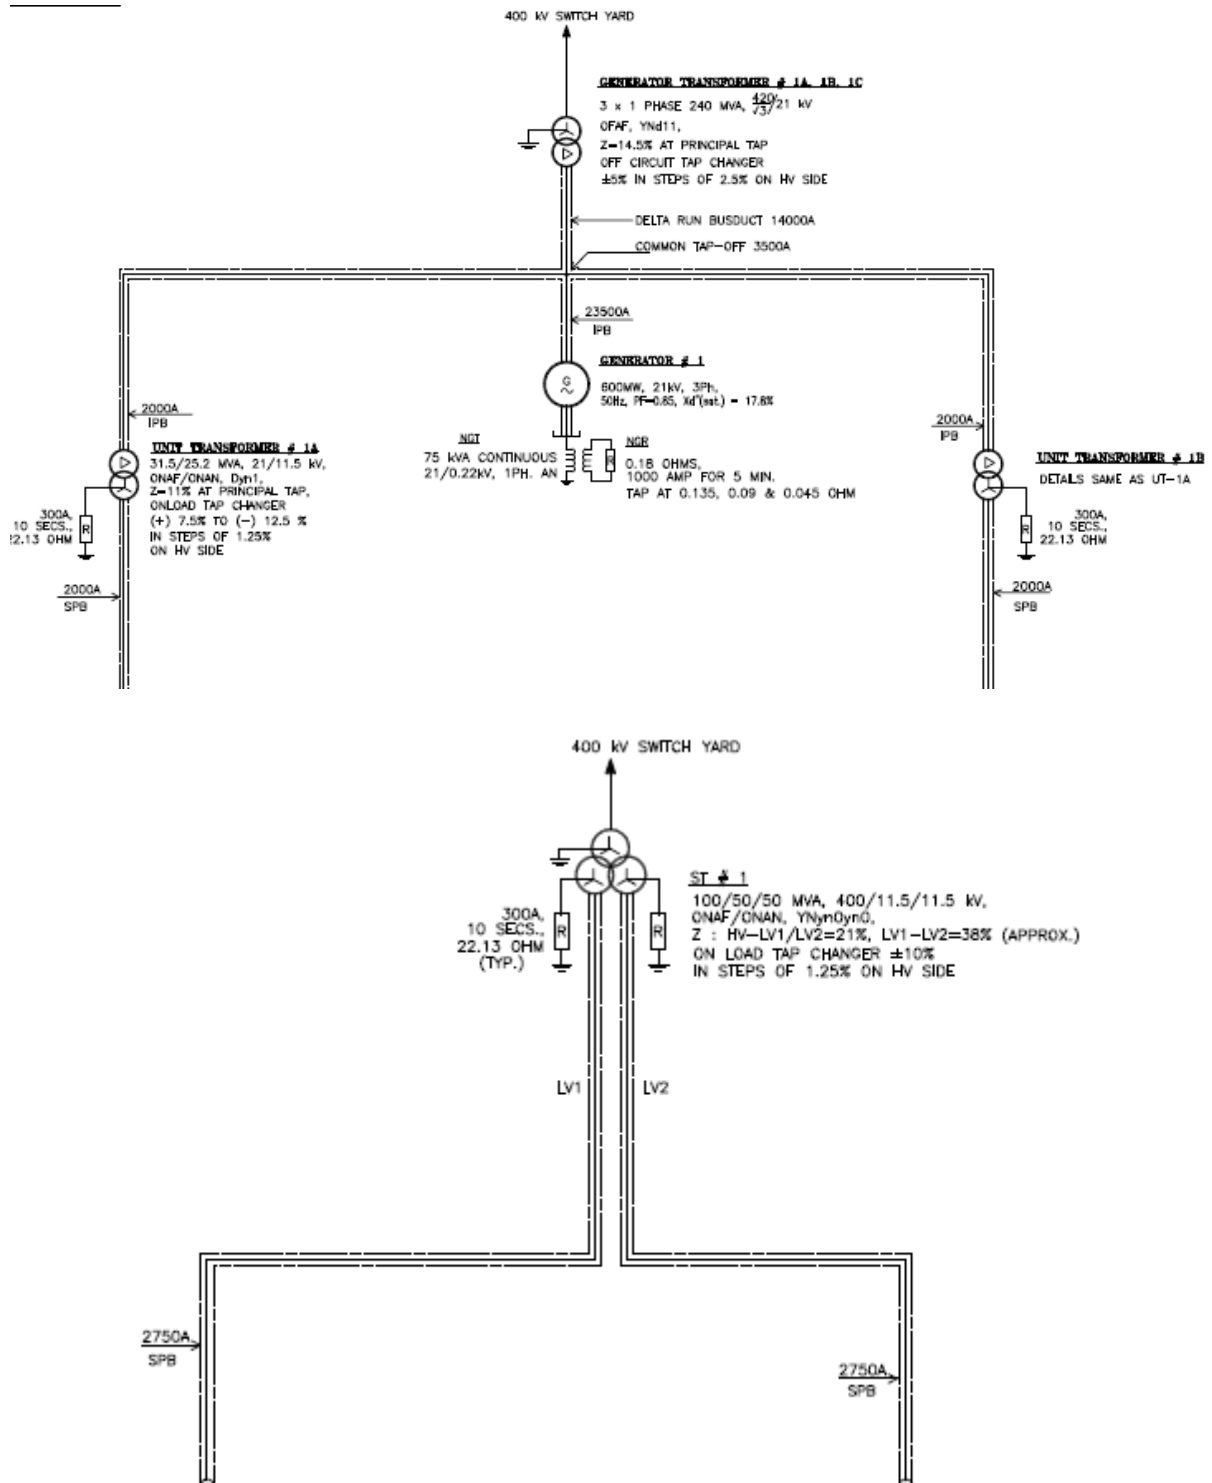 400 kV SWITCH YARD
GENERATOR TRANSFORMER # 1A, 1B, 1C
3 x 1 PHASE 240 MVA, 420/√3/21 kV
OFAF, YNd11,
Z=14.5% AT PRINCIPAL TAP
OFF CIRCUIT TAP CHANGER
±5% IN STEPS OF 2.5% ON HV SIDE
DELTA RUN BUSDUCT 14000A
COMMON TAP-OFF 3500A
23500A
IPB
GENERATOR # 1
G
600MW, 21kV, 3Ph,
50Hz, PF=0.85, Xd"(sat.) = 17.8%
2000A
IPB
UNIT TRANSFORMER # 1A
31.5/25.2 MVA, 21/11.5 kV,
ONAF/ONAN, Dyn1,
Z=11% AT PRINCIPAL TAP,
ONLOAD TAP CHANGER
(+) 7.5% TO (-) 12.5 %
IN STEPS OF 1.25%
ON HV SIDE
300A,
10 SECS.,
22.13 OHM
R
2000A
SPB
NGT
75 kVA CONTINUOUS
21/0.22kV, 1PH. AN
R
NGR
0.18 OHMS,
1000 AMP FOR 5 MIN.
TAP AT 0.135, 0.09 & 0.045 OHM
2000A
IPB
UNIT TRANSFORMER # 1B
DETAILS SAME AS UT-1A
R
300A,
10 SECS.,
22.13 OHM
2000A
SPB
400 kV SWITCH YARD
ST # 1
100/50/50 MVA, 400/11.5/11.5 kV,
ONAF/ONAN, YNyn0yn0,
Z : HV-LV1/LV2=21%, LV1-LV2=38% (APPROX.)
ON LOAD TAP CHANGER ±10%
IN STEPS OF 1.25% ON HV SIDE
300A,
10 SECS.,
22.13 OHM
(TYP.)
R
R
LV1
LV2
2750A
SPB
2750A
SPB